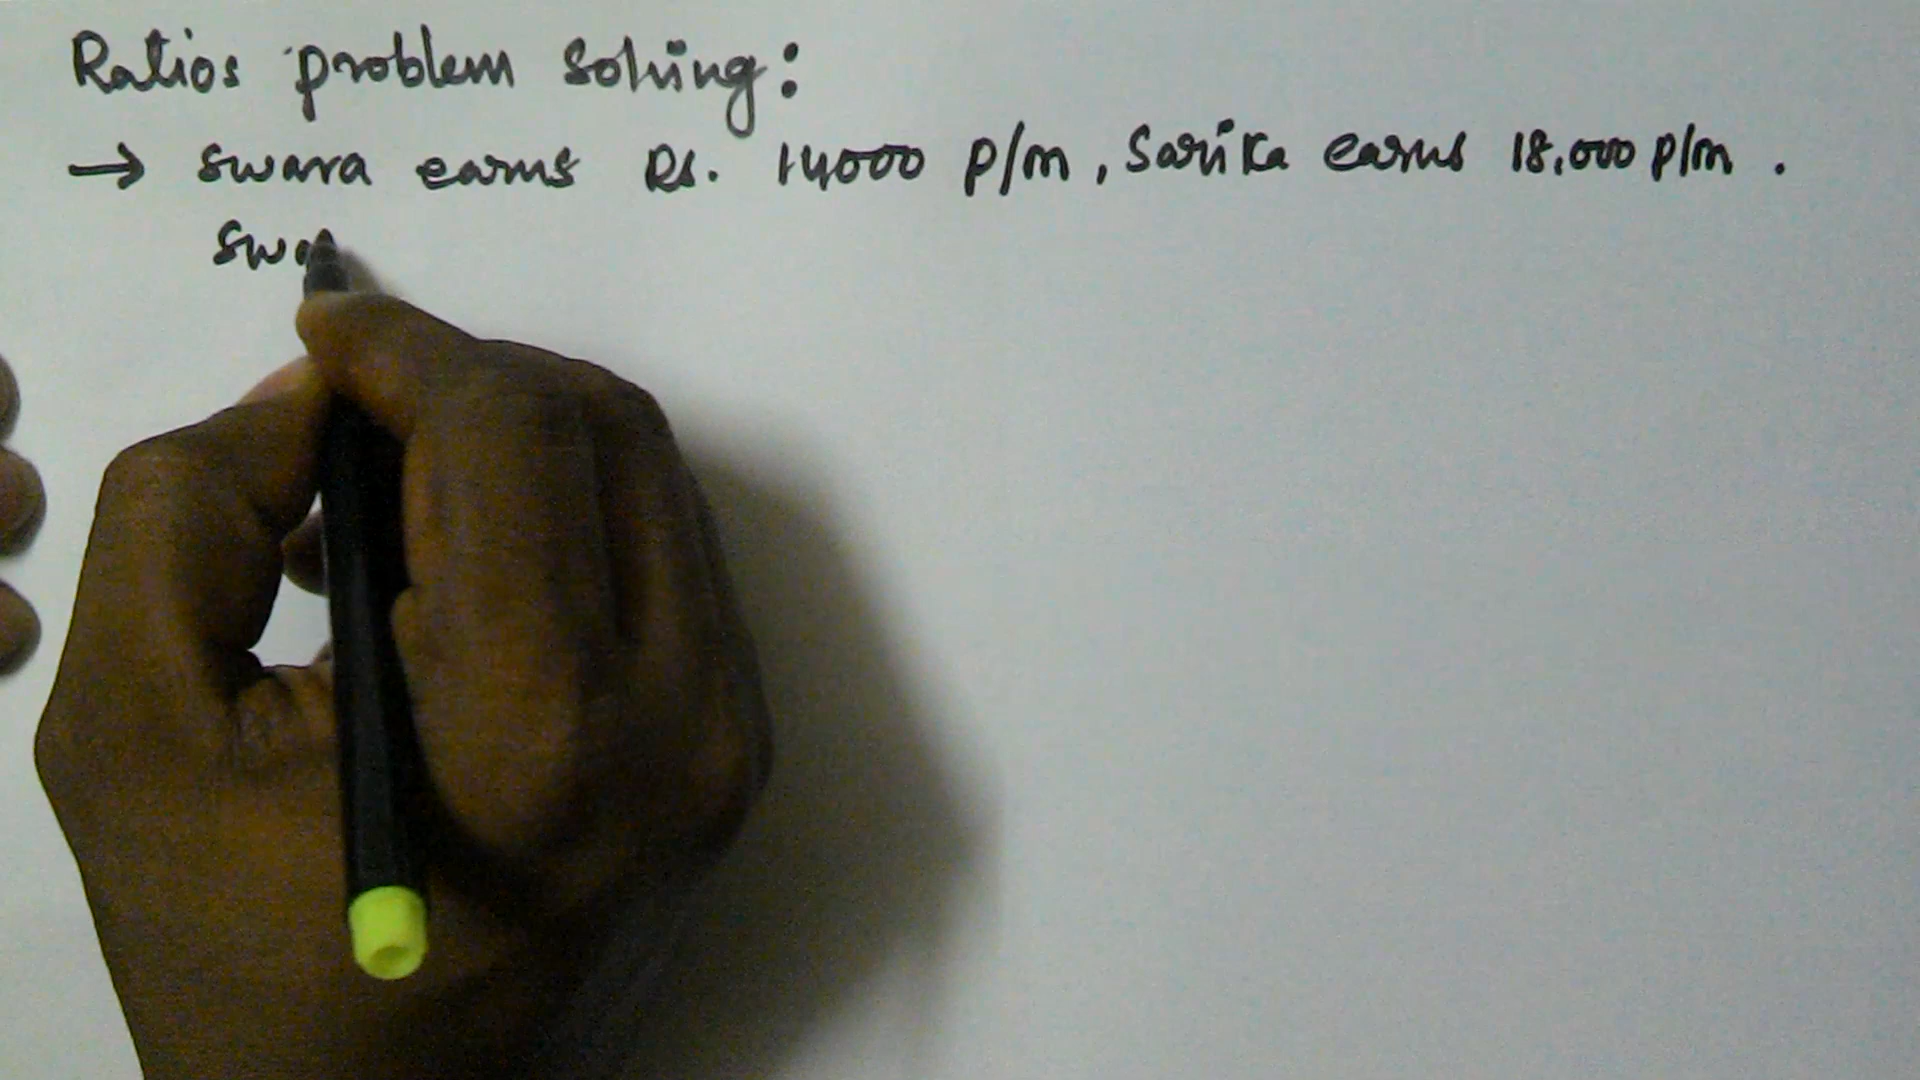 Ratios problem solving:
→ Swara earns Rs. 14000 p/m, Sarika earns 18,000 p/m.